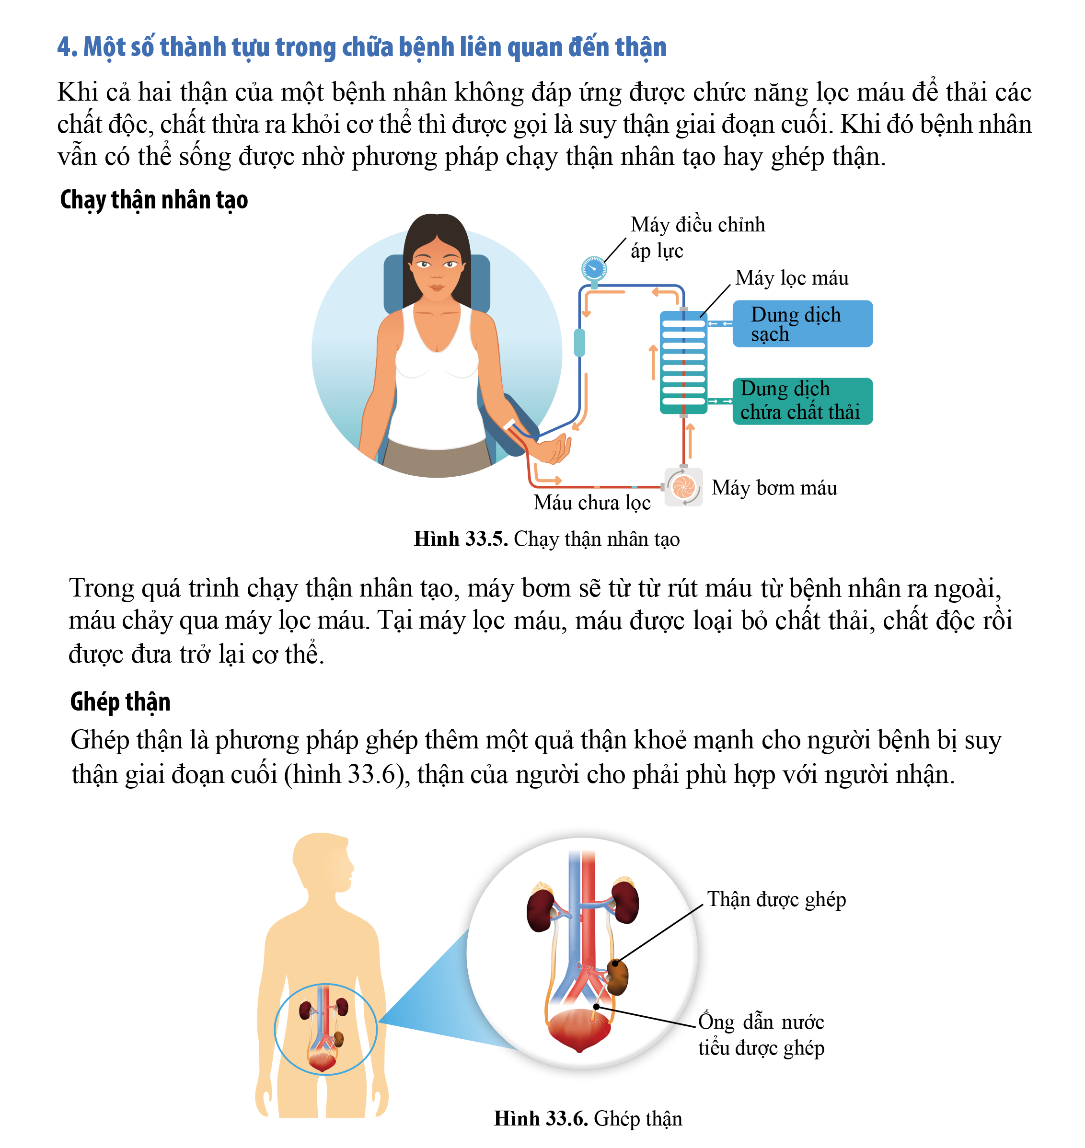 4. Một số thành tựu trong chữa bệnh liên quan đến thận
Khi cả hai thận của một bệnh nhân không đáp ứng được chức năng lọc máu để thải các
chất độc, chất thừa ra khỏi cơ thể thì được gọi là suy thận giai đoạn cuối. Khi đó bệnh nhân
vẫn có thể sống được nhờ phương pháp chạy thận nhân tạo hay ghép thận.
Chạy thận nhân tạo
Máy điều chỉnh
áp lực
Máy lọc máu
Dung dịch
sạch
Dung dịch
chứa chất thải
Máy bơm máu
Máu chưa lọc
Hình 33.5. Chạy thận nhân tạo
Trong quá trình chạy thận nhân tạo, máy bơm sẽ từ từ rút máu từ bệnh nhân ra ngoài,
máu chảy qua máy lọc máu. Tại máy lọc máu, máu được loại bỏ chất thải, chất độc rồi
được đưa trở lại cơ thể.
Ghép thận
Ghép thận là phương pháp ghép thêm một quả thận khoẻ mạnh cho người bệnh bị suy
thận giai đoạn cuối (hình 33.6), thận của người cho phải phù hợp với người nhận.
Thận được ghép
Ống dẫn nước
tiểu được ghép
Hình 33.6. Ghép thận